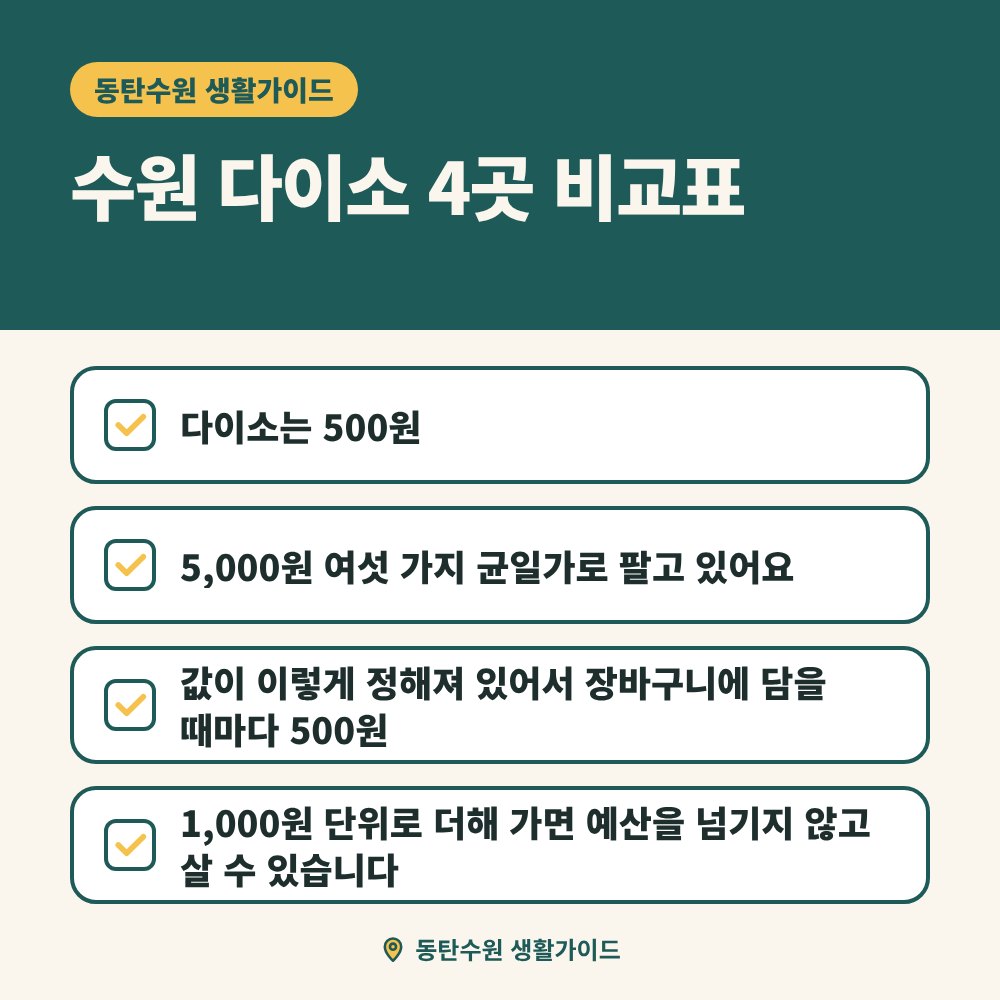 동탄수원 생활가이드
수원 다이소 4곳 비교표
다이소는 500원
5,000원 여섯 가지 균일가로 팔고 있어요
값이 이렇게 정해져 있어서 장바구니에 담을
때마다 500원
1,000원 단위로 더해 가면 예산을 넘기지 않고
살 수 있습니다
동탄수원 생활가이드